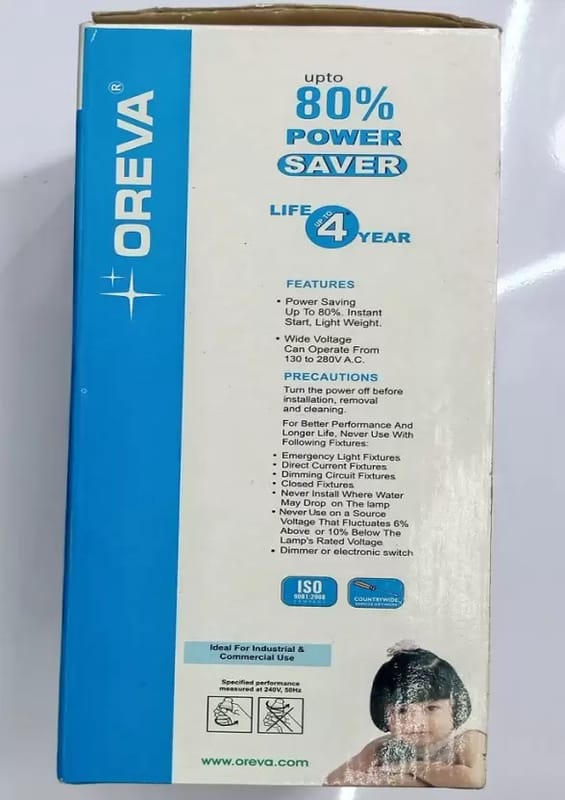 OREVA®
upto
80%
POWER
SAVER
LIFE UP TO 4 YEAR
FEATURES
• Power Saving
Up To 80%. Instant
Start, Light Weight.
• Wide Voltage
Can Operate From
130 to 280V A.C.
PRECAUTIONS
Turn the power off before
installation, removal
and cleaning.
For Better Performance And
Longer Life, Never Use With
Following Fixtures:
• Emergency Light Fixtures
• Direct Current Fixtures
• Dimming Circuit Fixtures
• Closed Fixtures
• Never Install Where Water
May Drop on The lamp
• Never Use on a Source
Voltage That Fluctuates 6%
Above or 10% Below The
Lamp's Rated Voltage
• Dimmer or electronic switch
ISO
9001:2008
COMPANY
COUNTRYWIDE
SERVICE NETWORK
Ideal For Industrial &
Commercial Use
Specified performance
measured at 240V, 50Hz
www.oreva.com